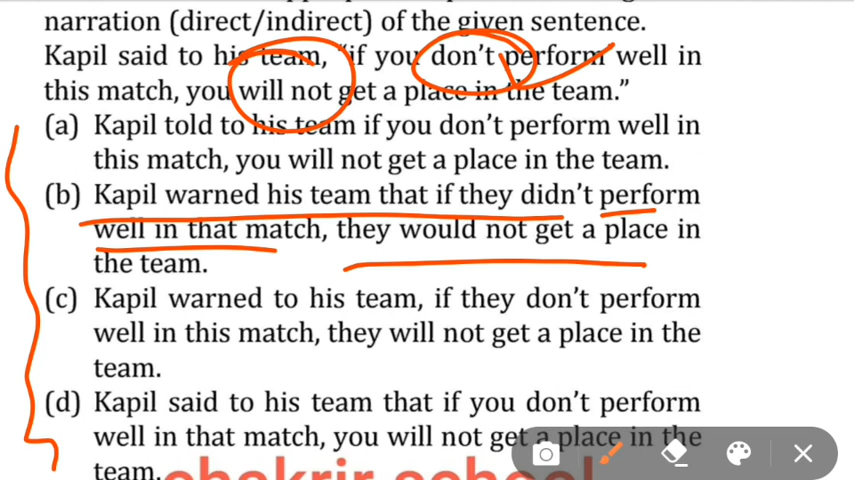 narration (direct/indirect) of the given sentence.
Kapil said to his team, “if you don’t perform well in
this match, you will not get a place in the team.”
(a) Kapil told to his team if you don’t perform well in
this match, you will not get a place in the team.
(b) Kapil warned his team that if they didn’t perform
well in that match, they would not get a place in
the team.
(c) Kapil warned to his team, if they don’t perform
well in this match, they will not get a place in the
team.
(d) Kapil said to his team that if you don’t perform
well in that match, you will not get a place in the
team.